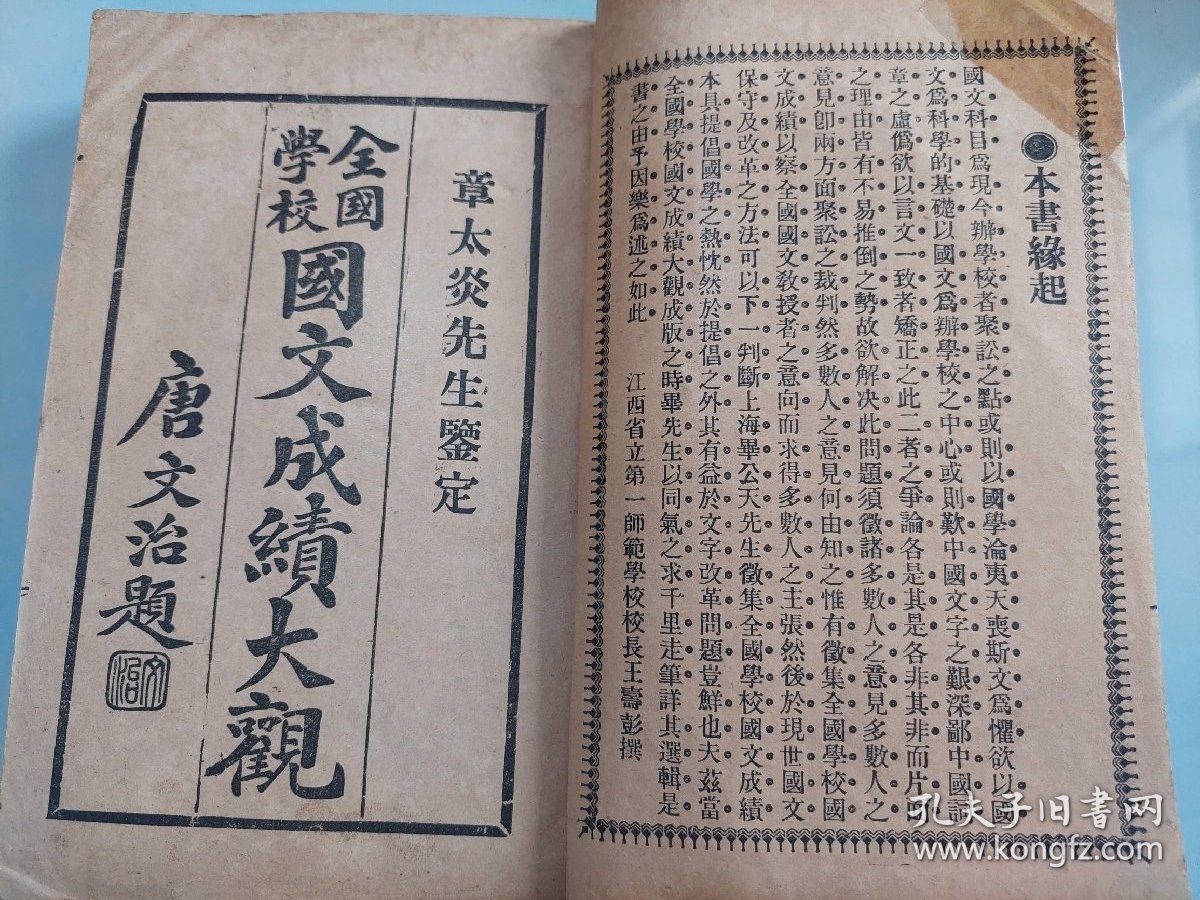 本書緣起
國文科目爲現今辦學校者聚訟之點或則以國學淪夷天喪斯文爲懼欲以國
文爲科學的基礎以國文爲辦學校之中心或則歎中國文字之艱深鄙中國詞
章之虛僞欲以言文一致者矯正之此二者之爭論各是其是各非其非而片面
之理由皆有不易推倒之勢故欲解決此問題須徵諸多數人之意見多數人之
意見卽兩方面聚訟之裁判然多數人之意見何由知之惟有徵集全國學校國
文成績以察全國國文敎授者之意向而求得多數人之主張然後於現世國文
保守及改革之方法可以下一判斷上海畢公天先生徵集全國學校國文成績
本具提倡國學之熱忱然於提倡之外其有益於文字改革問題豈鮮也夫茲當
全國學校國文成績大觀成版之時畢先生以同氣之求千里走筆詳其選輯是
書之由予因樂爲述之如此 江西省立第一師範學校校長王壽彭撰
章太炎先生鑒定
全國學校國文成績大觀
唐文治題
文治
孔夫子旧书网
www.kongfz.com